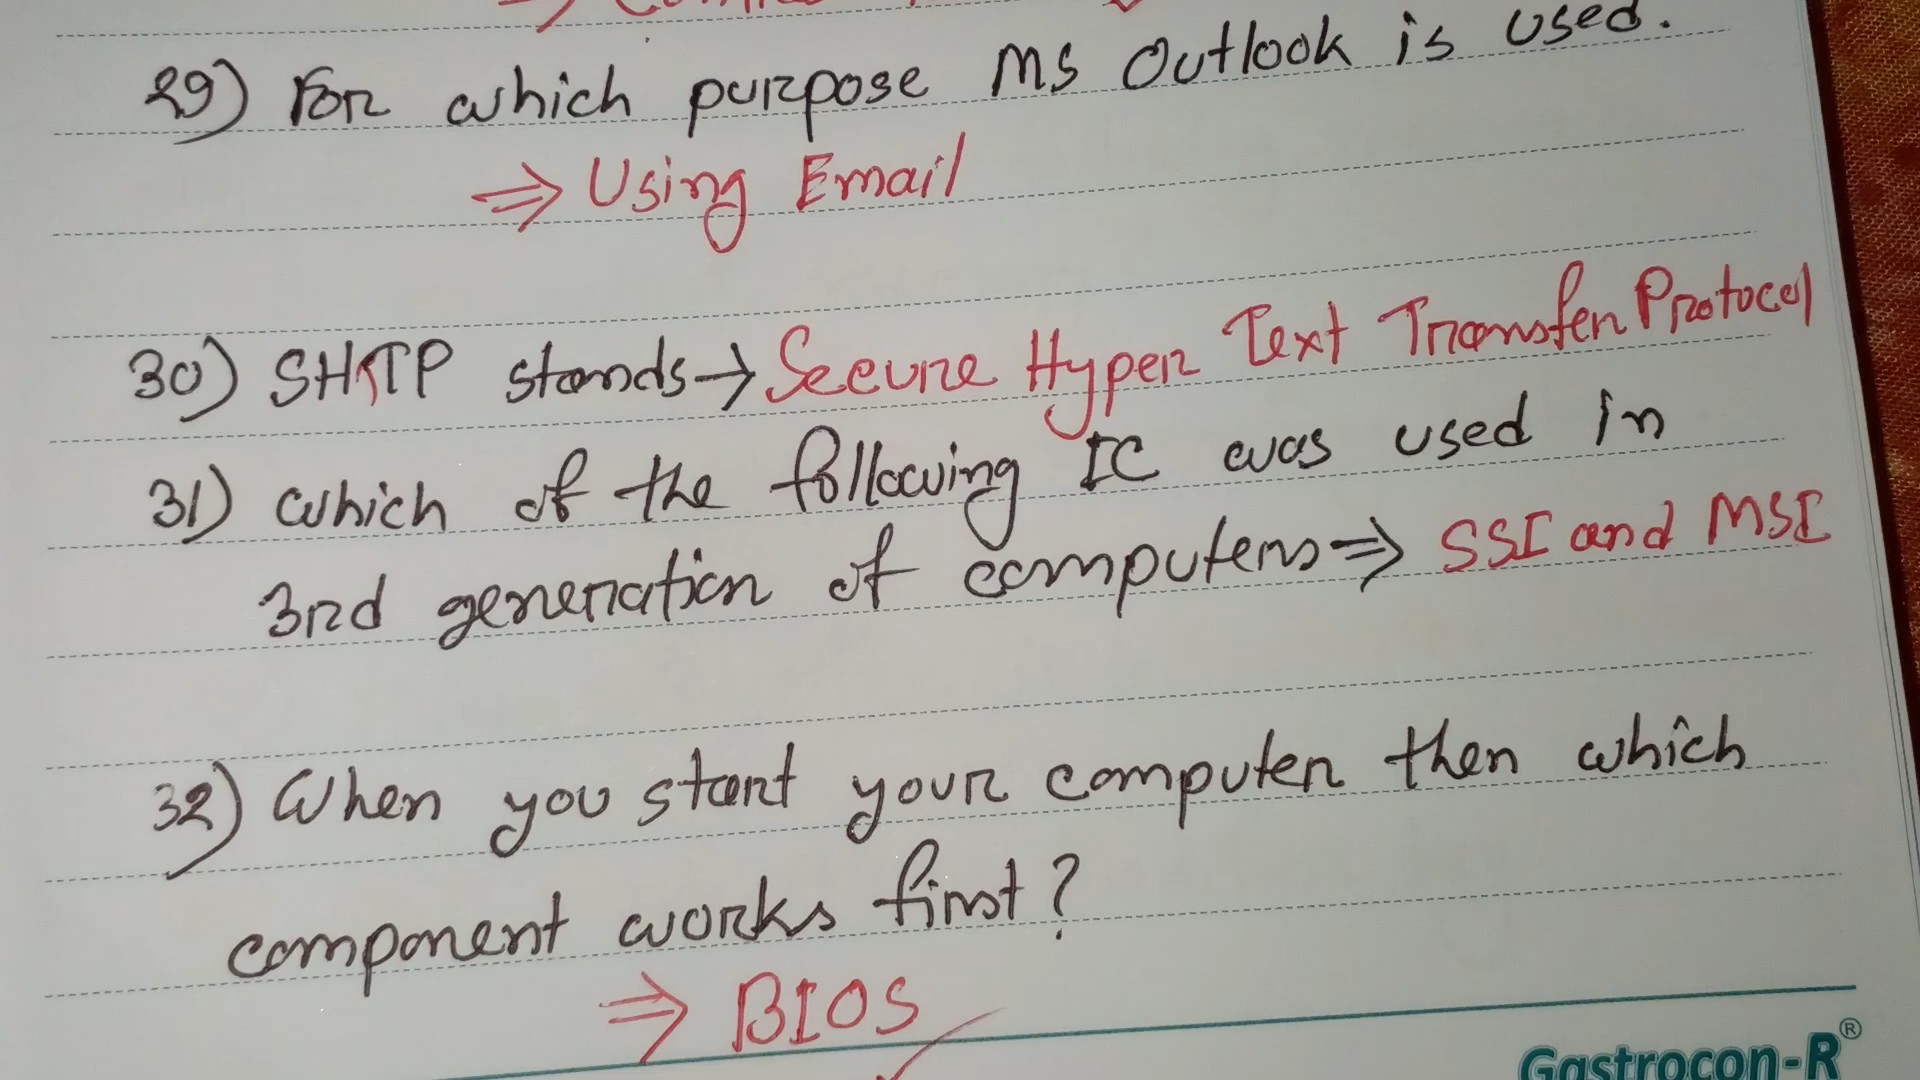 29) For which purpose MS Outlook is used.
⇒ Using Email
30) SHTTP stands → Secure Hyper Text Transfer Protocol
31) which of the following IC was used in
3rd generation of computers ⇒ SSI and MSI
32) When you start your computer then which
component works first?
⇒ BIOS
Gastrocon-R®